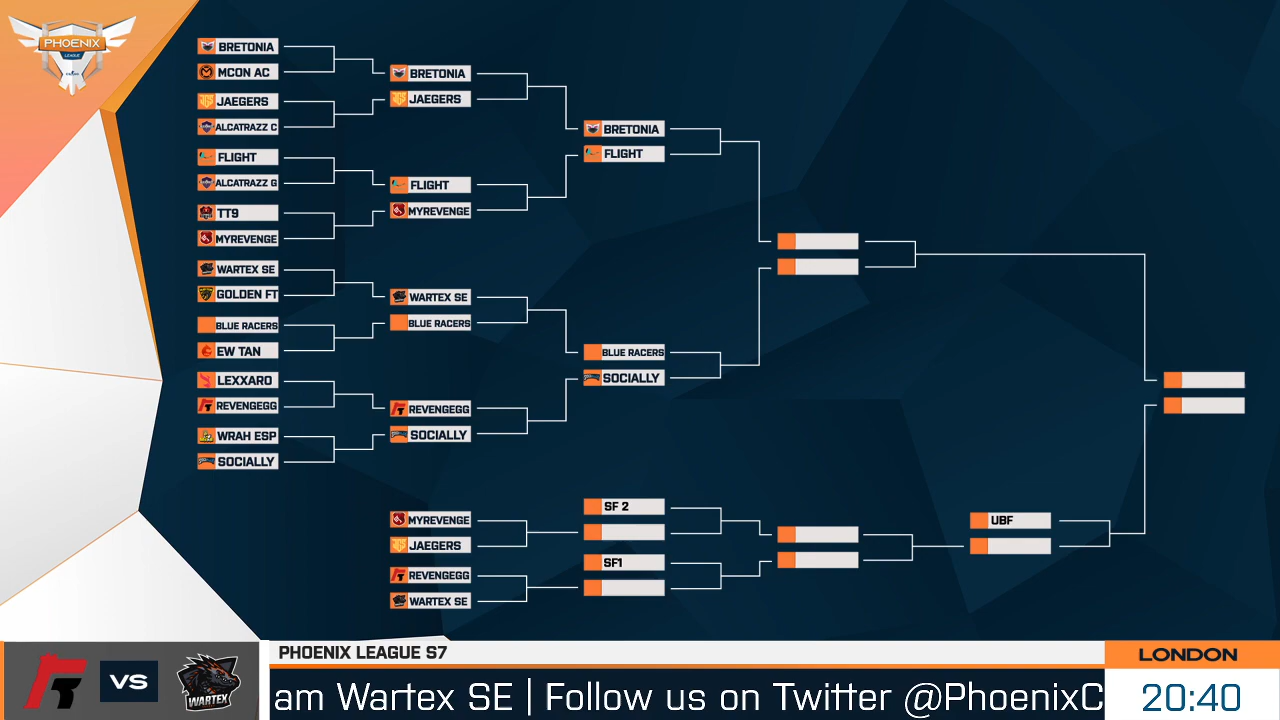 PHOENIX
LEAGUE
BRETONIA
MCON AC
JAEGERS
ALCATRAZZ C
FLIGHT
ALCATRAZZ G
TT9
MYREVENGE
WARTEX SE
GOLDEN FT
BLUE RACERS
EW TAN
LEXXARO
REVENGEGG
WRAH ESP
SOCIALLY
BRETONIA
JAEGERS
FLIGHT
MYREVENGE
WARTEX SE
BLUE RACERS
REVENGEGG
SOCIALLY
MYREVENGE
JAEGERS
REVENGEGG
WARTEX SE
BRETONIA
FLIGHT
BLUE RACERS
SOCIALLY
SF 2
SF1
UBF
VS
WARTEX
PHOENIX LEAGUE S7
am Wartex SE | Follow us on Twitter @PhoenixC
LONDON
20:40